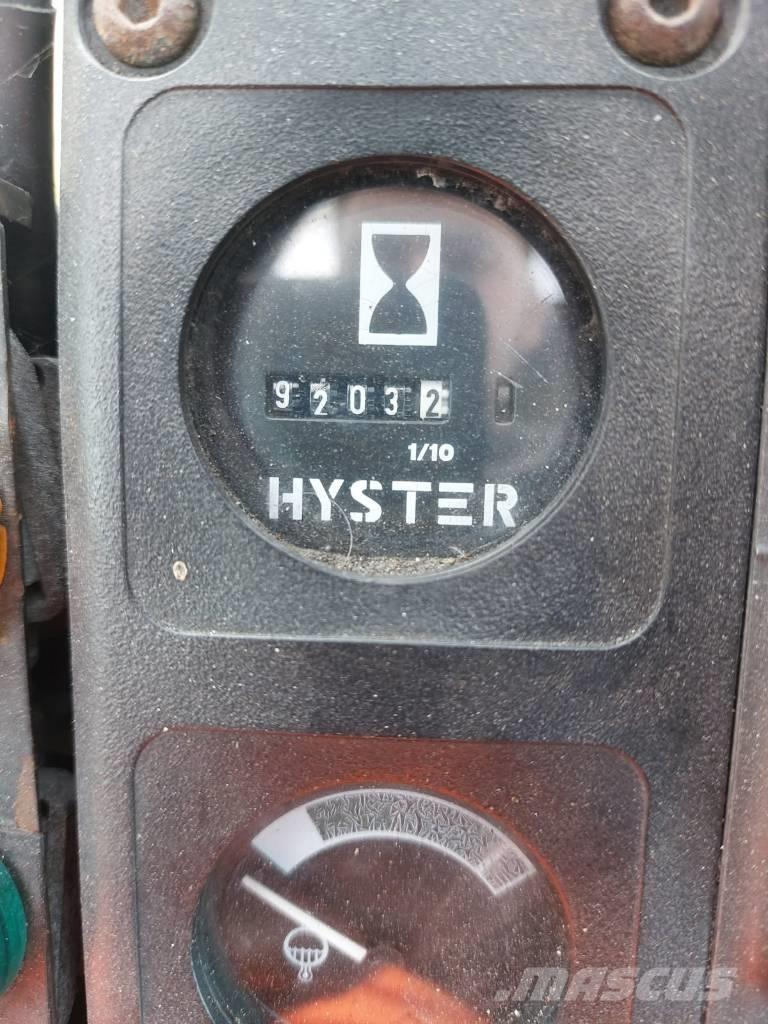 92032
1/10
HYSTER
MASCUS